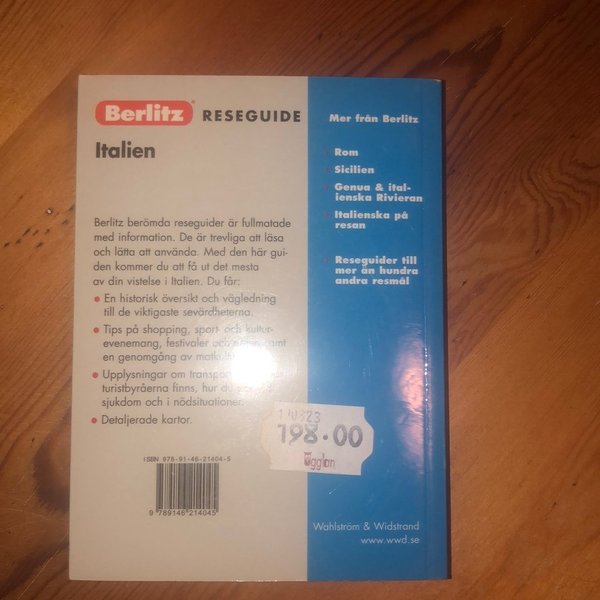 Berlitz® RESEGUIDE
Italien
Berlitz berömda reseguider är fullmatade
med information. De är trevliga att läsa
och lätta att använda. Med den här gui-
den kommer du att få ut det mesta
av din vistelse i Italien. Du får:
• En historisk översikt och vägledning
till de viktigaste sevärdheterna.
• Tips på shopping, sport- och kultur-
evenemang, festivaler och samt
en genomgång av
• Upplysningar om
turistbyråerna finns, hur du
sjukdom och i nödsituationer
• Detaljerade kartor.
ISBN 978-91-46-21404-5
9 789146 214045
198.00
Ugglan
Mer från Berlitz
Rom
Sicilien
Genua & ital-
ienska Rivieran
Italienska på
resan
Reseguider till
mer än hundra
andra resmål
Wahlström & Widstrand
www.wwd.se